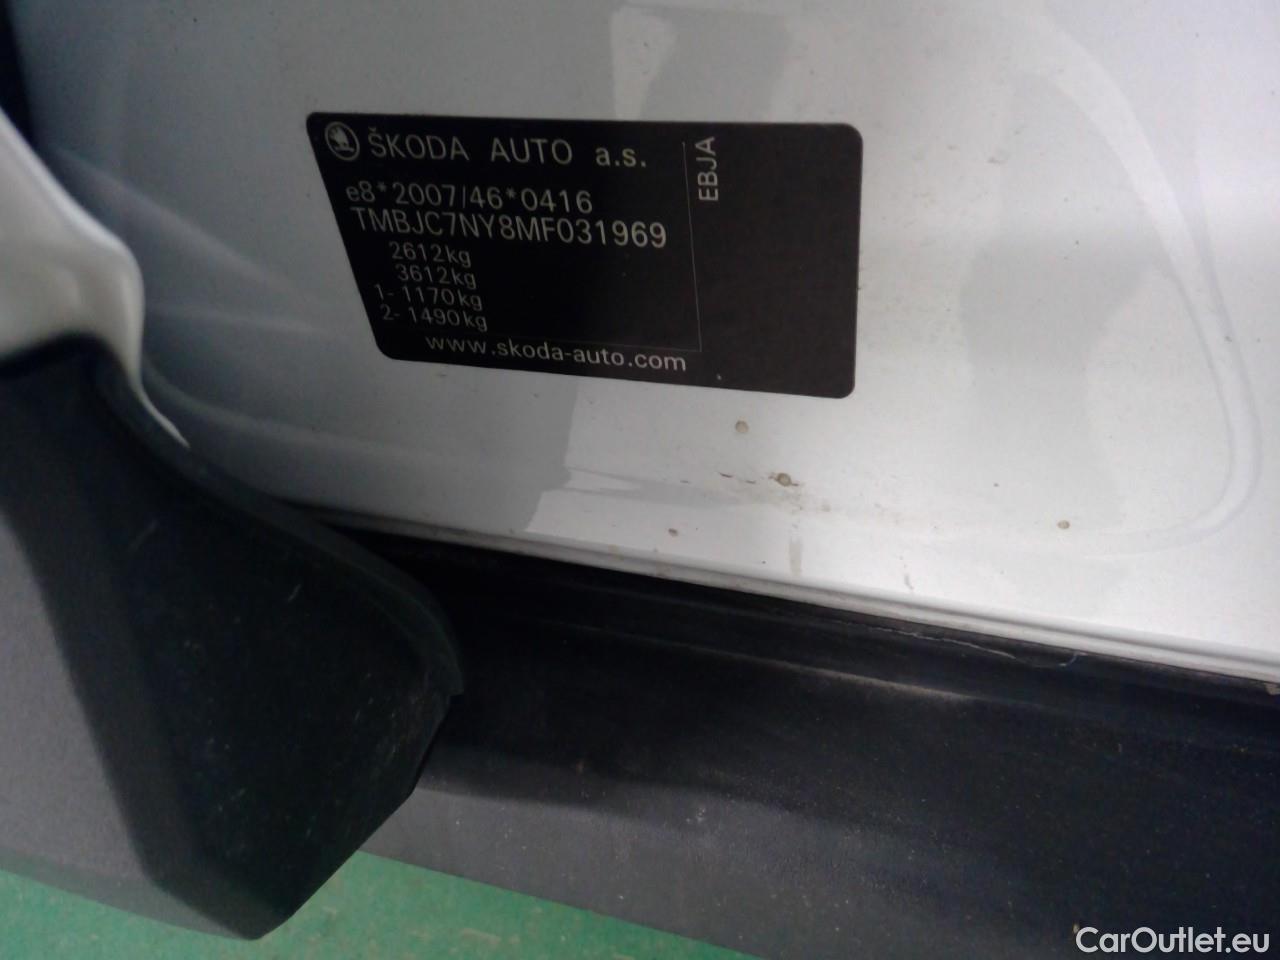 ŠKODA AUTO a.s.
EBJA
e8*2007/46*0416
TMBJC7NY8MF031969
2612kg
3612kg
1- 1170kg
2- 1490kg
www.skoda-auto.com
CarOutlet.eu